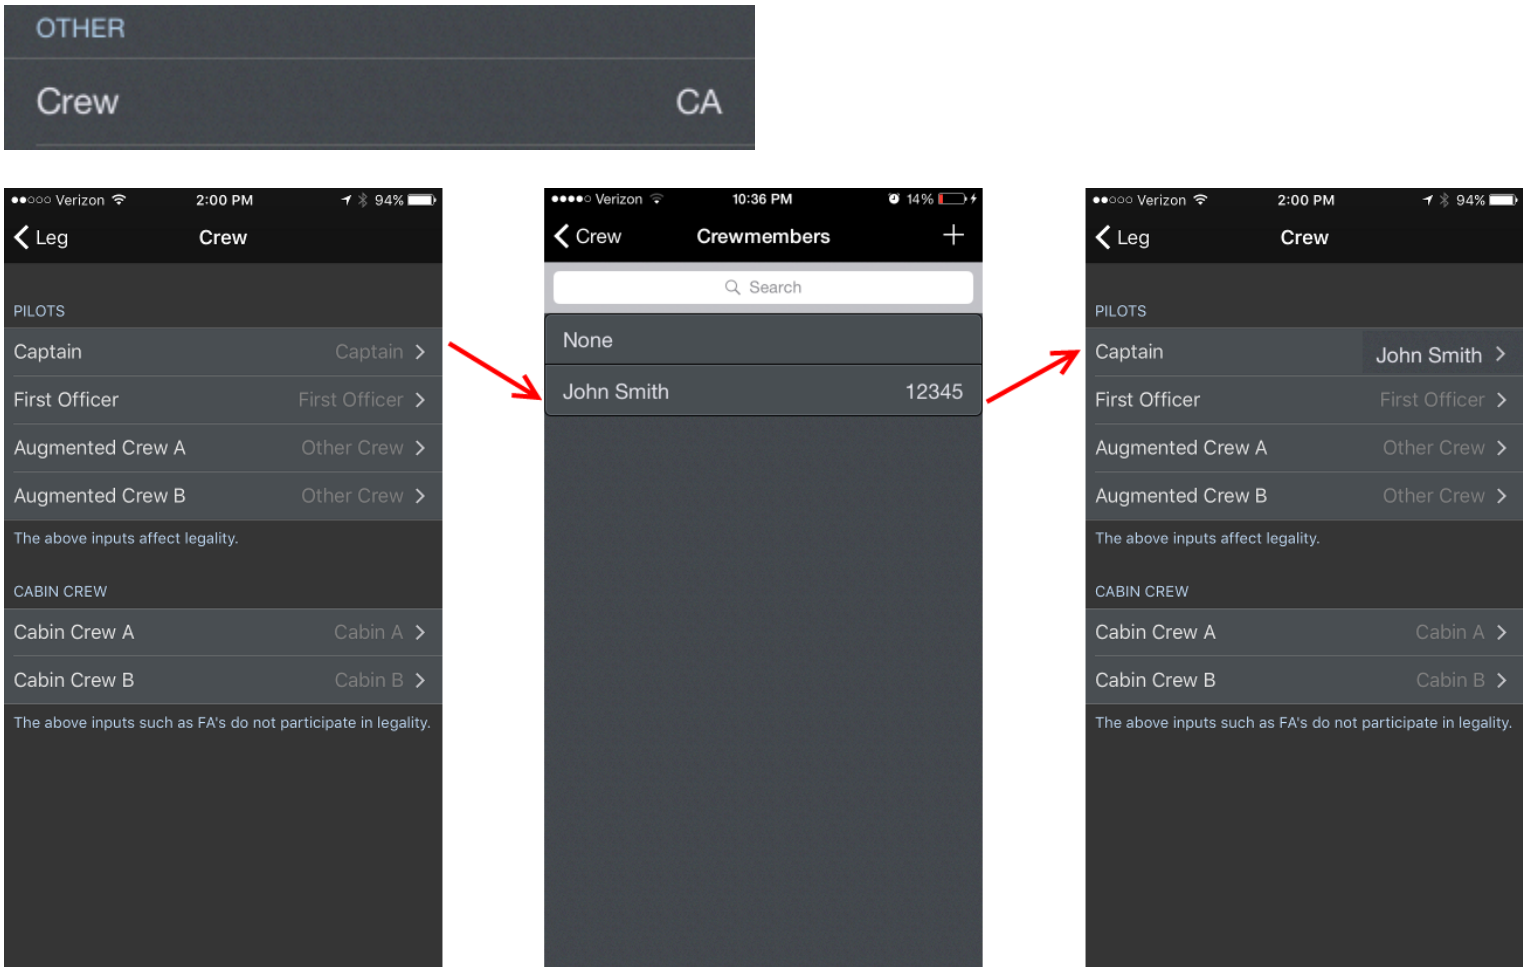 OTHER
Crew CA
Verizon 2:00 PM 94%
Leg Crew
PILOTS
Captain Captain
First Officer First Officer
Augmented Crew A Other Crew
Augmented Crew B Other Crew
The above inputs affect legality.
CABIN CREW
Cabin Crew A Cabin A
Cabin Crew B Cabin B
The above inputs such as FA's do not participate in legality.
Verizon 10:36 PM 14%
Crew Crewmembers +
Search
None
John Smith 12345
Verizon 2:00 PM 94%
Leg Crew
PILOTS
Captain John Smith
First Officer First Officer
Augmented Crew A Other Crew
Augmented Crew B Other Crew
The above inputs affect legality.
CABIN CREW
Cabin Crew A Cabin A
Cabin Crew B Cabin B
The above inputs such as FA's do not participate in legality.